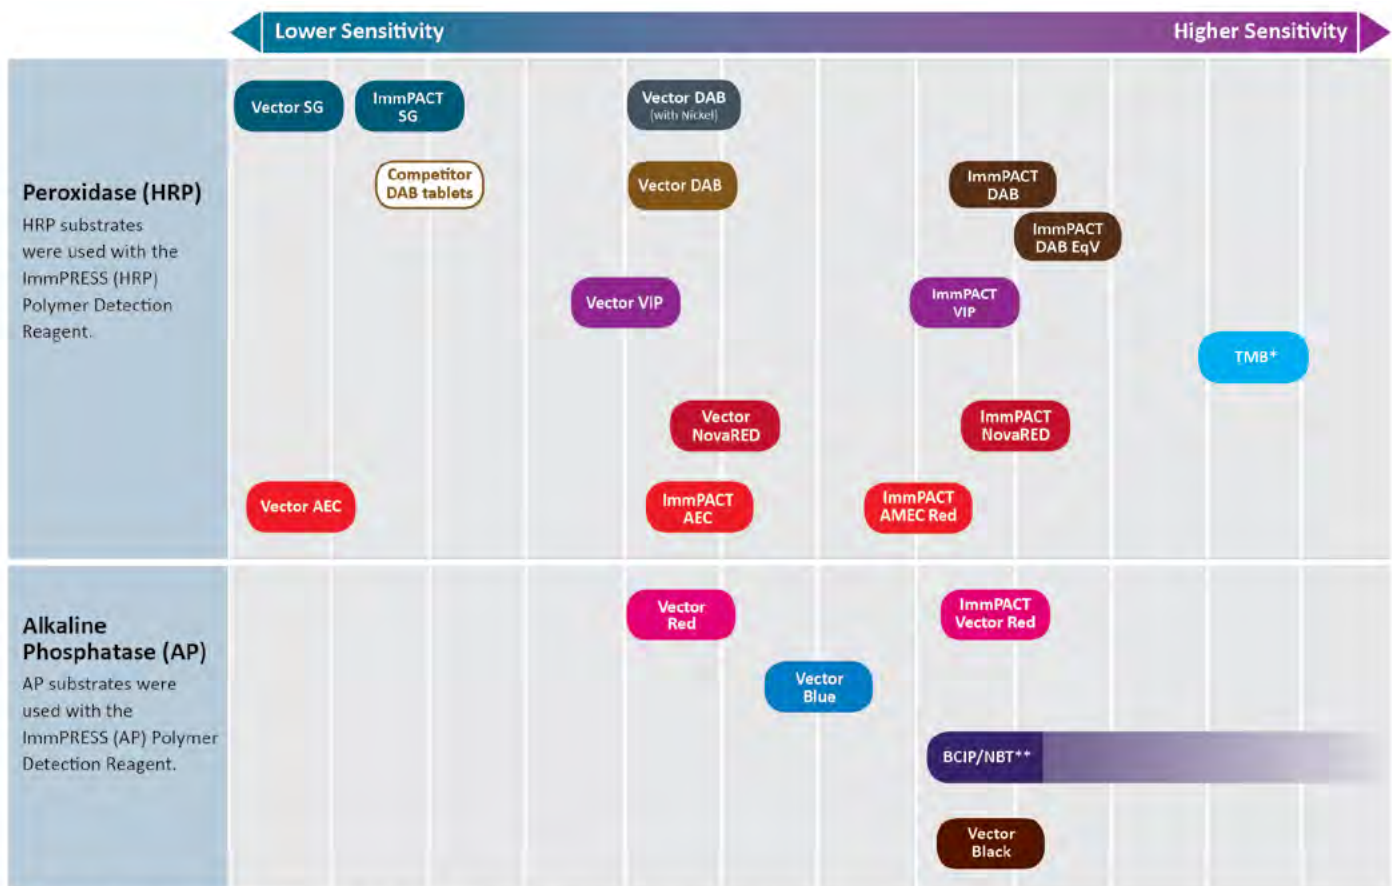 Lower Sensitivity
Higher Sensitivity
Peroxidase (HRP)
HRP substrates
were used with the
ImmPRESS (HRP)
Polymer Detection
Reagent.
Vector SG
ImmPACT
SG
Vector DAB
(with Nickel)
Competitor
DAB tablets
Vector DAB
ImmPACT
DAB
ImmPACT
DAB EqV
Vector VIP
ImmPACT
VIP
TMB*
Vector
NovaRED
ImmPACT
NovaRED
Vector AEC
ImmPACT
AEC
ImmPACT
AMEC Red
Alkaline
Phosphatase (AP)
AP substrates were
used with the
ImmPRESS (AP) Polymer
Detection Reagent.
Vector
Red
ImmPACT
Vector Red
Vector
Blue
BCIP/NBT**
Vector
Black